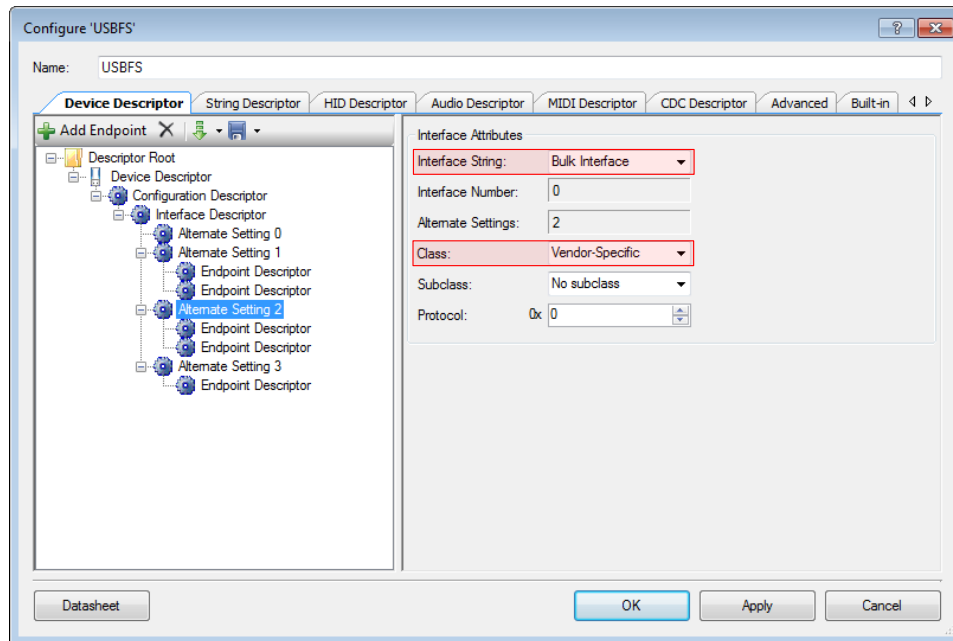 Configure 'USBFS'
Name: USBFS
Device Descriptor String Descriptor HID Descriptor Audio Descriptor MIDI Descriptor CDC Descriptor Advanced Built-in
Add Endpoint
Descriptor Root
Device Descriptor
Configuration Descriptor
Interface Descriptor
Alternate Setting 0
Alternate Setting 1
Endpoint Descriptor
Endpoint Descriptor
Alternate Setting 2
Endpoint Descriptor
Endpoint Descriptor
Alternate Setting 3
Endpoint Descriptor
Interface Attributes
Interface String: Bulk Interface
Interface Number: 0
Alternate Settings: 2
Class: Vendor-Specific
Subclass: No subclass
Protocol: 0x 0
Datasheet OK Apply Cancel